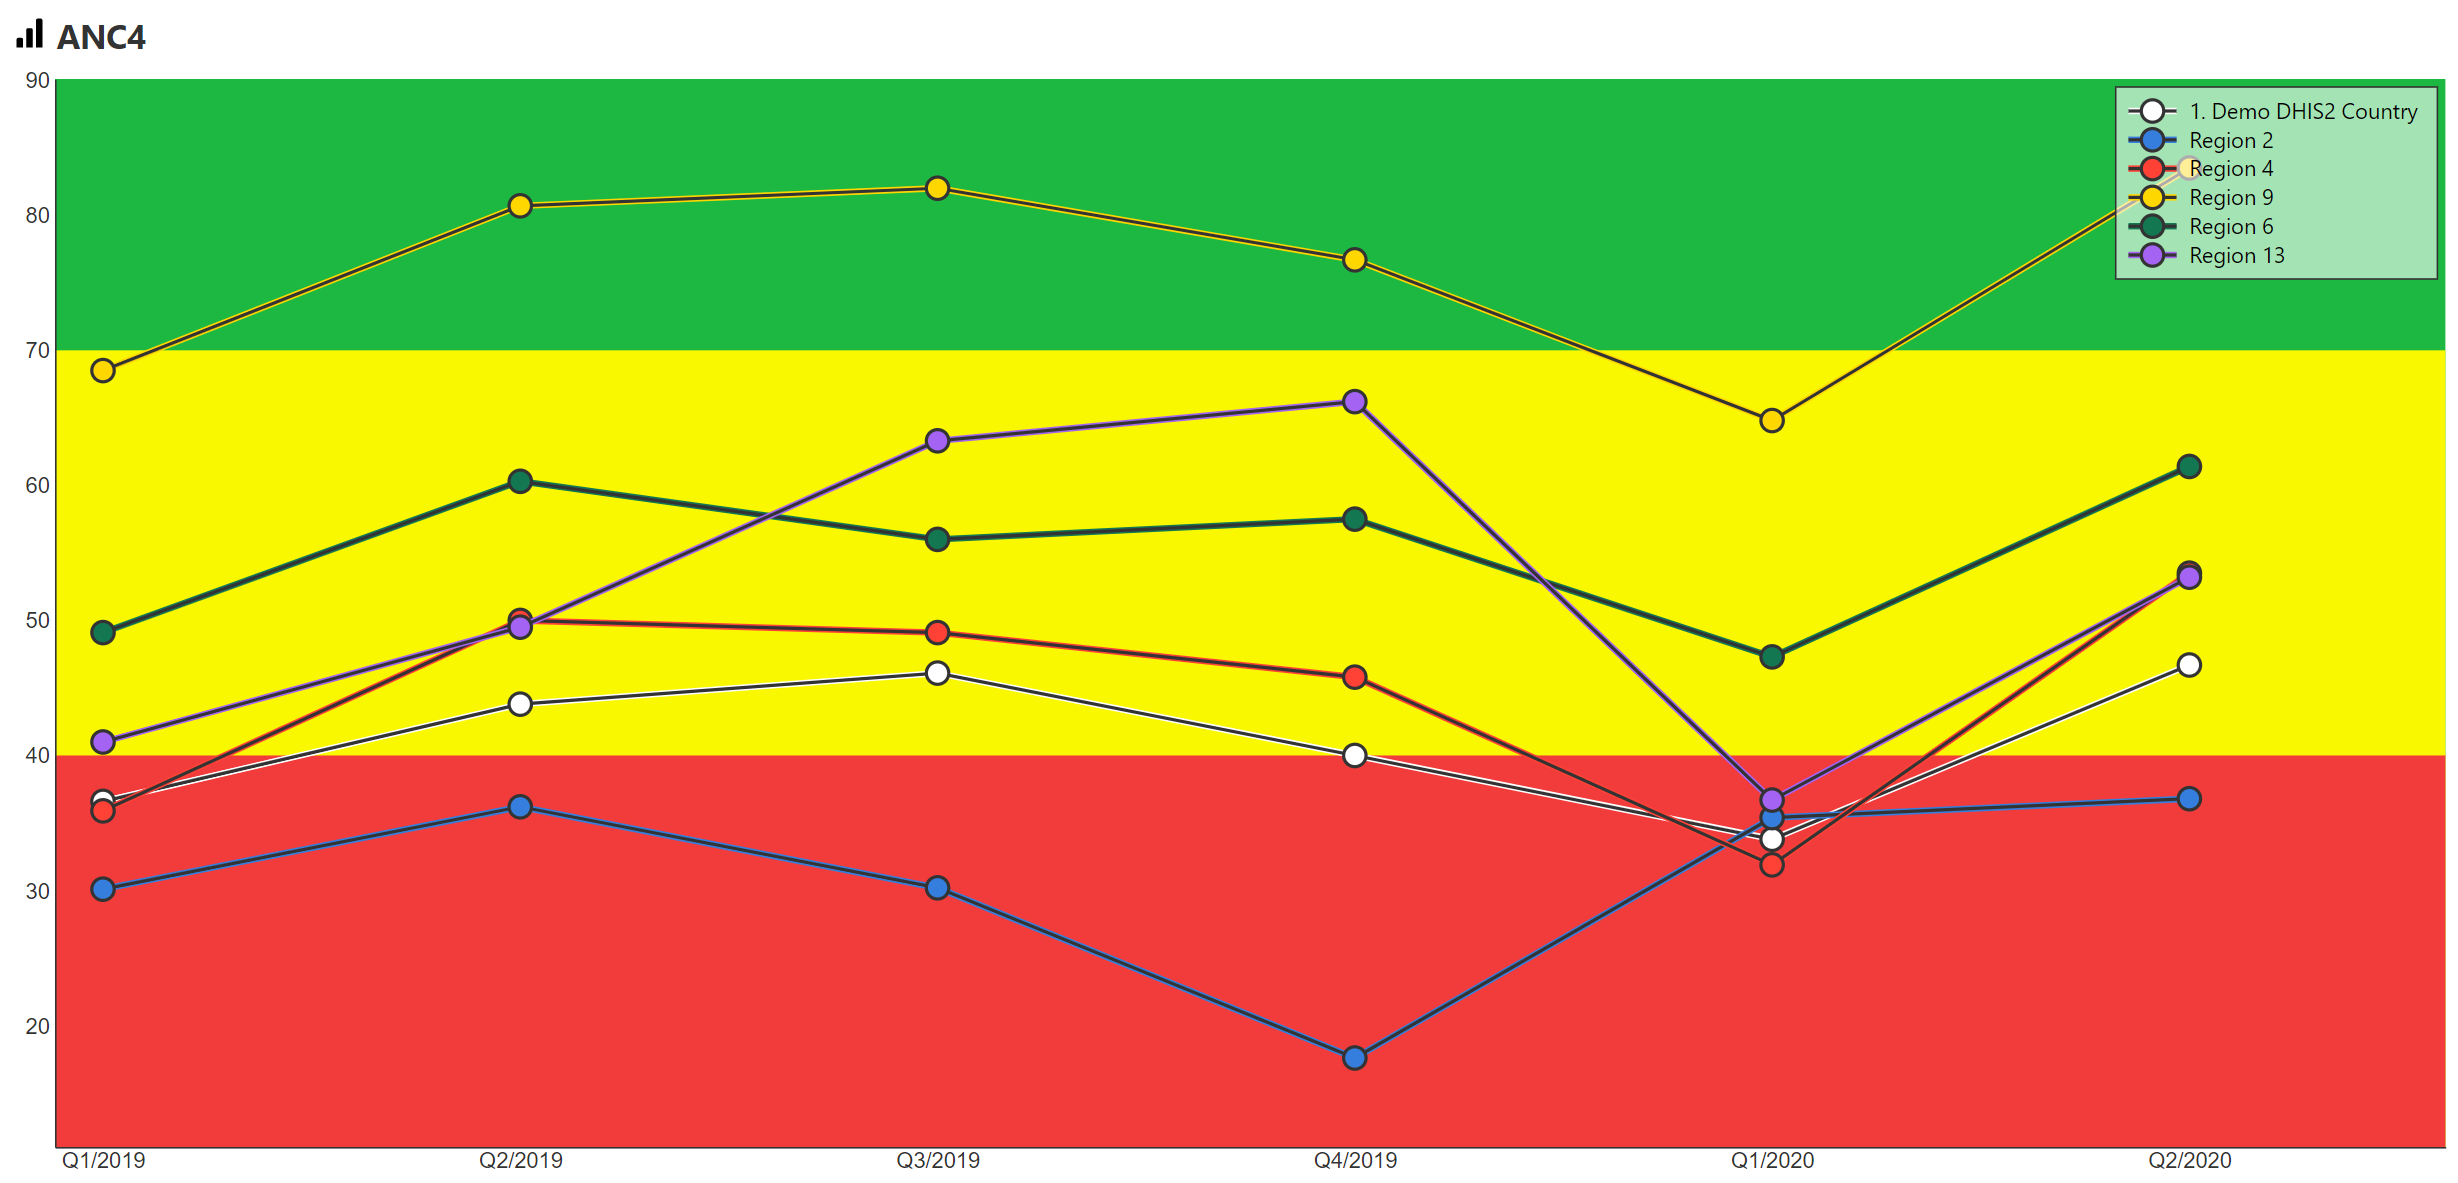 ANC4
90
80
70
60
50
40
30
20
1. Demo DHIS2 Country
Region 2
Region 4
Region 9
Region 6
Region 13
Q1/2019 Q2/2019 Q3/2019 Q4/2019 Q1/2020 Q2/2020